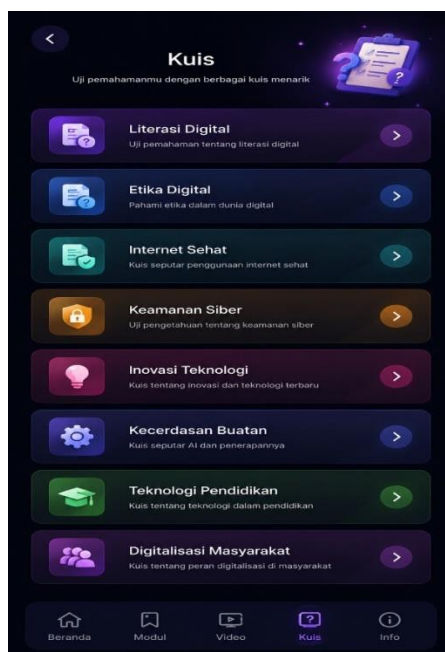 Kuis
Uji pemahamanmu dengan berbagai kuis menarik
Literasi Digital
Uji pemahaman tentang literasi digital
Etika Digital
Pahami etika dalam dunia digital
Internet Sehat
Kuis seputar penggunaan internet sehat
Keamanan Siber
Uji pengetahuan tentang keamanan siber
Inovasi Teknologi
Kuis tentang inovasi dan teknologi terbaru
Kecerdasan Buatan
Kuis seputar AI dan penerapannya
Teknologi Pendidikan
Kuis tentang teknologi dalam pendidikan
Digitalisasi Masyarakat
Kuis tentang peran digitalisasi di masyarakat
Beranda Modul Video Kuis Info